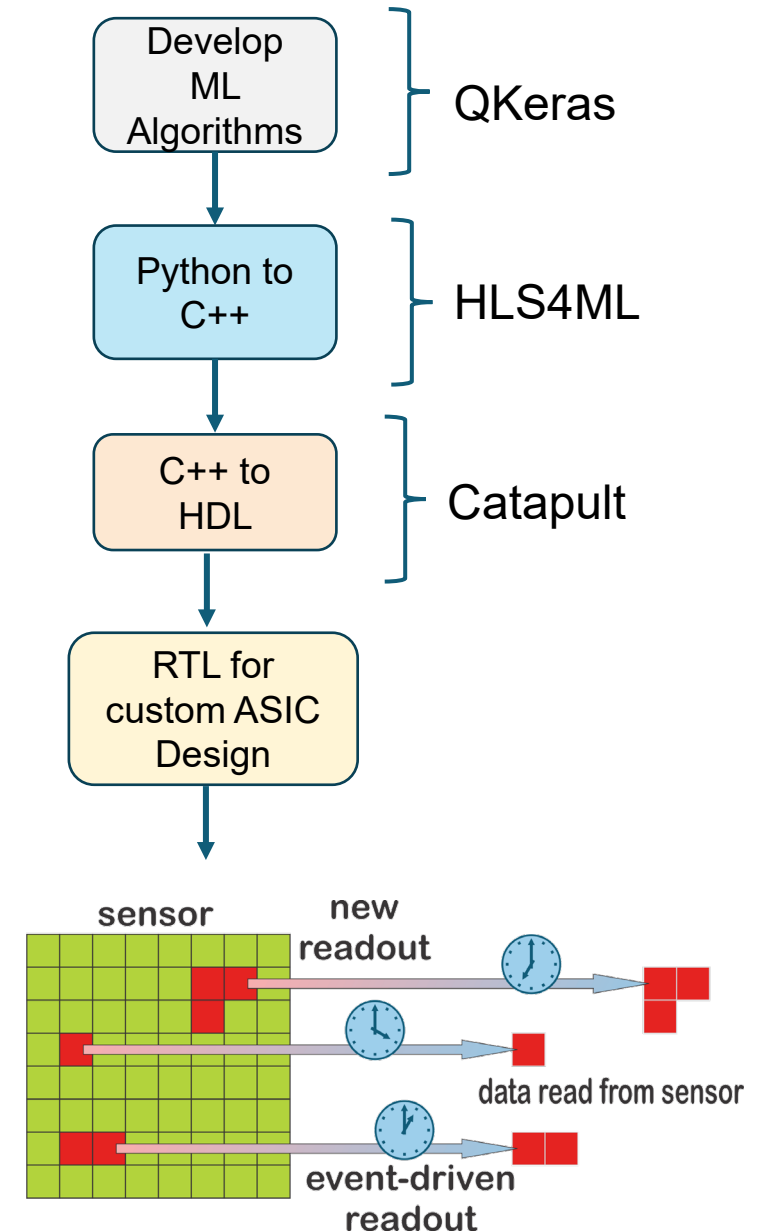 Develop
ML
Algorithms
QKeras
Python to
C++
HLS4ML
C++ to
HDL
Catapult
RTL for
custom ASIC
Design
sensor
new
readout
data read from sensor
event-driven
readout